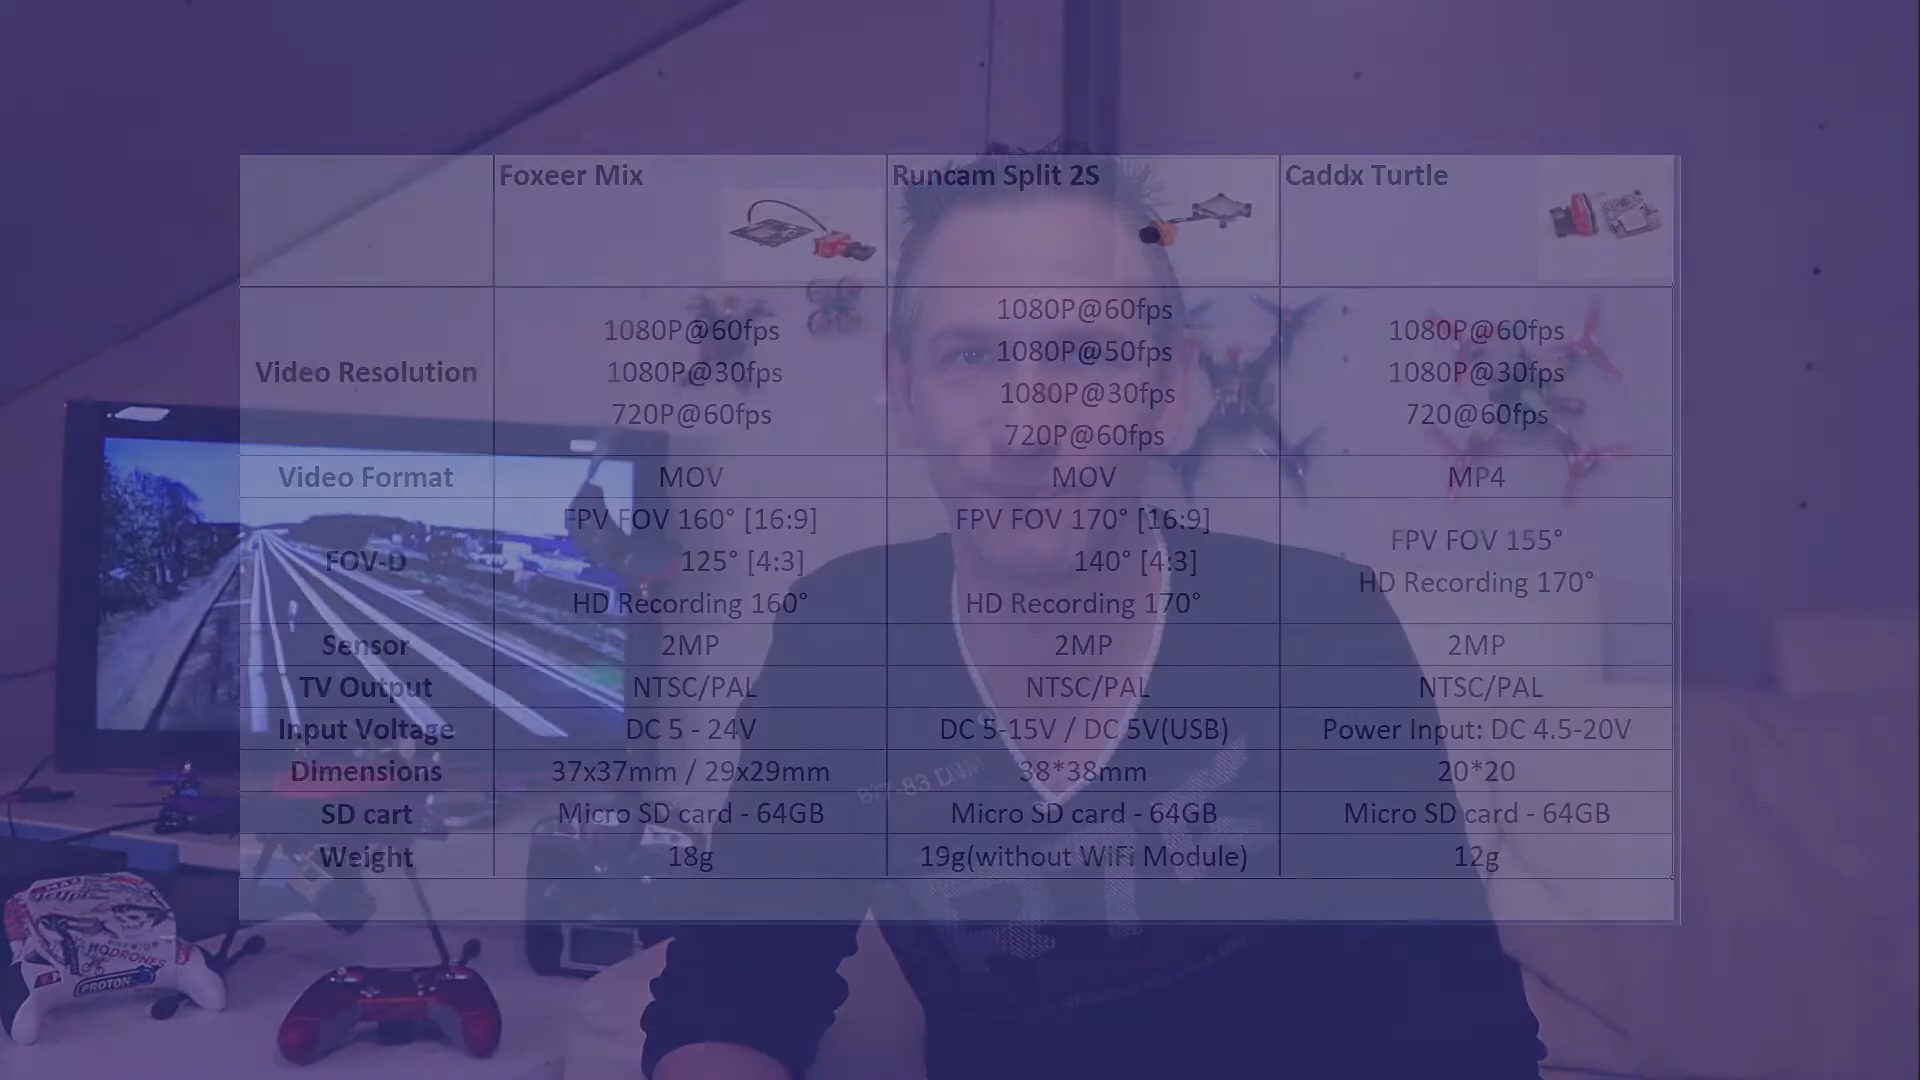 Foxeer Mix Runcam Split 2S Caddx Turtle
Video Resolution
1080P@60fps
1080P@30fps
720P@60fps
1080P@60fps
1080P@50fps
1080P@30fps
720P@60fps
1080P@60fps
1080P@30fps
720@60fps
Video Format MOV MOV MP4
FOV-D
FPV FOV 160° [16:9]
125° [4:3]
HD Recording 160°
FPV FOV 170° [16:9]
140° [4:3]
HD Recording 170°
FPV FOV 155°
HD Recording 170°
Sensor 2MP 2MP 2MP
TV Output NTSC/PAL NTSC/PAL NTSC/PAL
Input Voltage DC 5 - 24V DC 5-15V / DC 5V(USB) Power Input: DC 4.5-20V
Dimensions 37x37mm / 29x29mm 38*38mm 20*20
SD cart Micro SD card - 64GB Micro SD card - 64GB Micro SD card - 64GB
Weight 18g 19g(without WiFi Module) 12g
PROTON